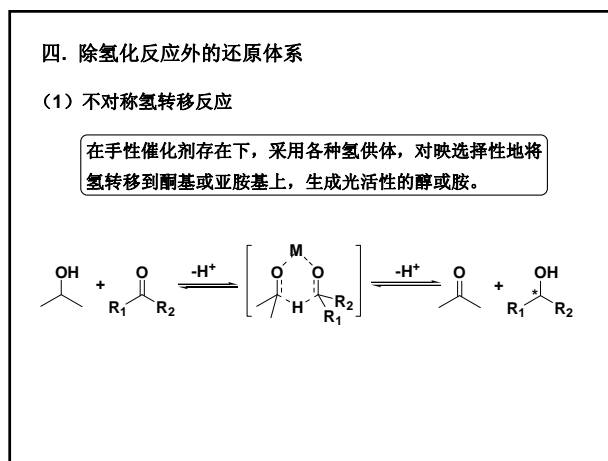 四. 除氢化反应外的还原体系
（1）不对称氢转移反应
在手性催化剂存在下，采用各种氢供体，对映选择性地将
氢转移到酮基或亚胺基上，生成光活性的醇或胺。
OH + O R1 R2 -H+ M O O H R2 R1 -H+ O + OH R1 * R2